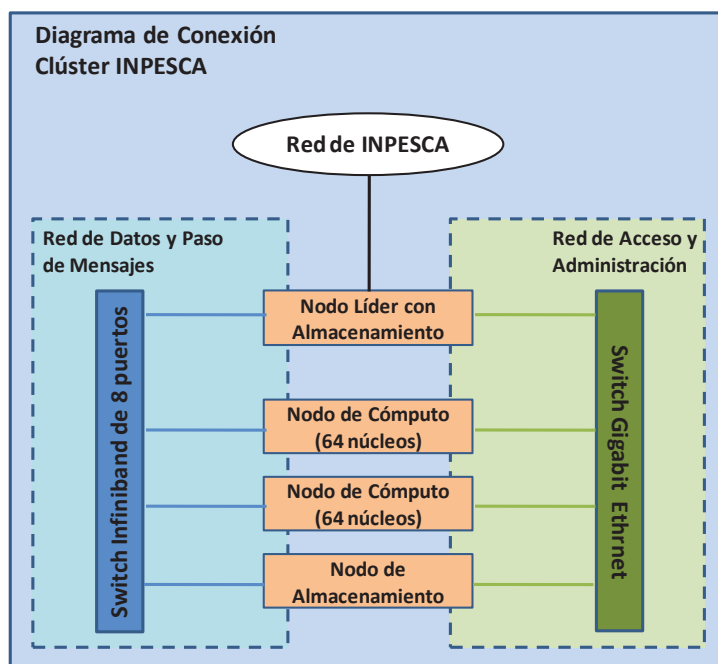 Diagrama de Conexión
Clúster INPESCA
Red de INPESCA
Red de Datos y Paso
de Mensajes
Red de Acceso y
Administración
Switch Infiniband de 8 puertos
Nodo Líder con
Almacenamiento
Nodo de Cómputo
(64 núcleos)
Nodo de Cómputo
(64 núcleos)
Nodo de
Almacenamiento
Switch Gigabit Ethrnet